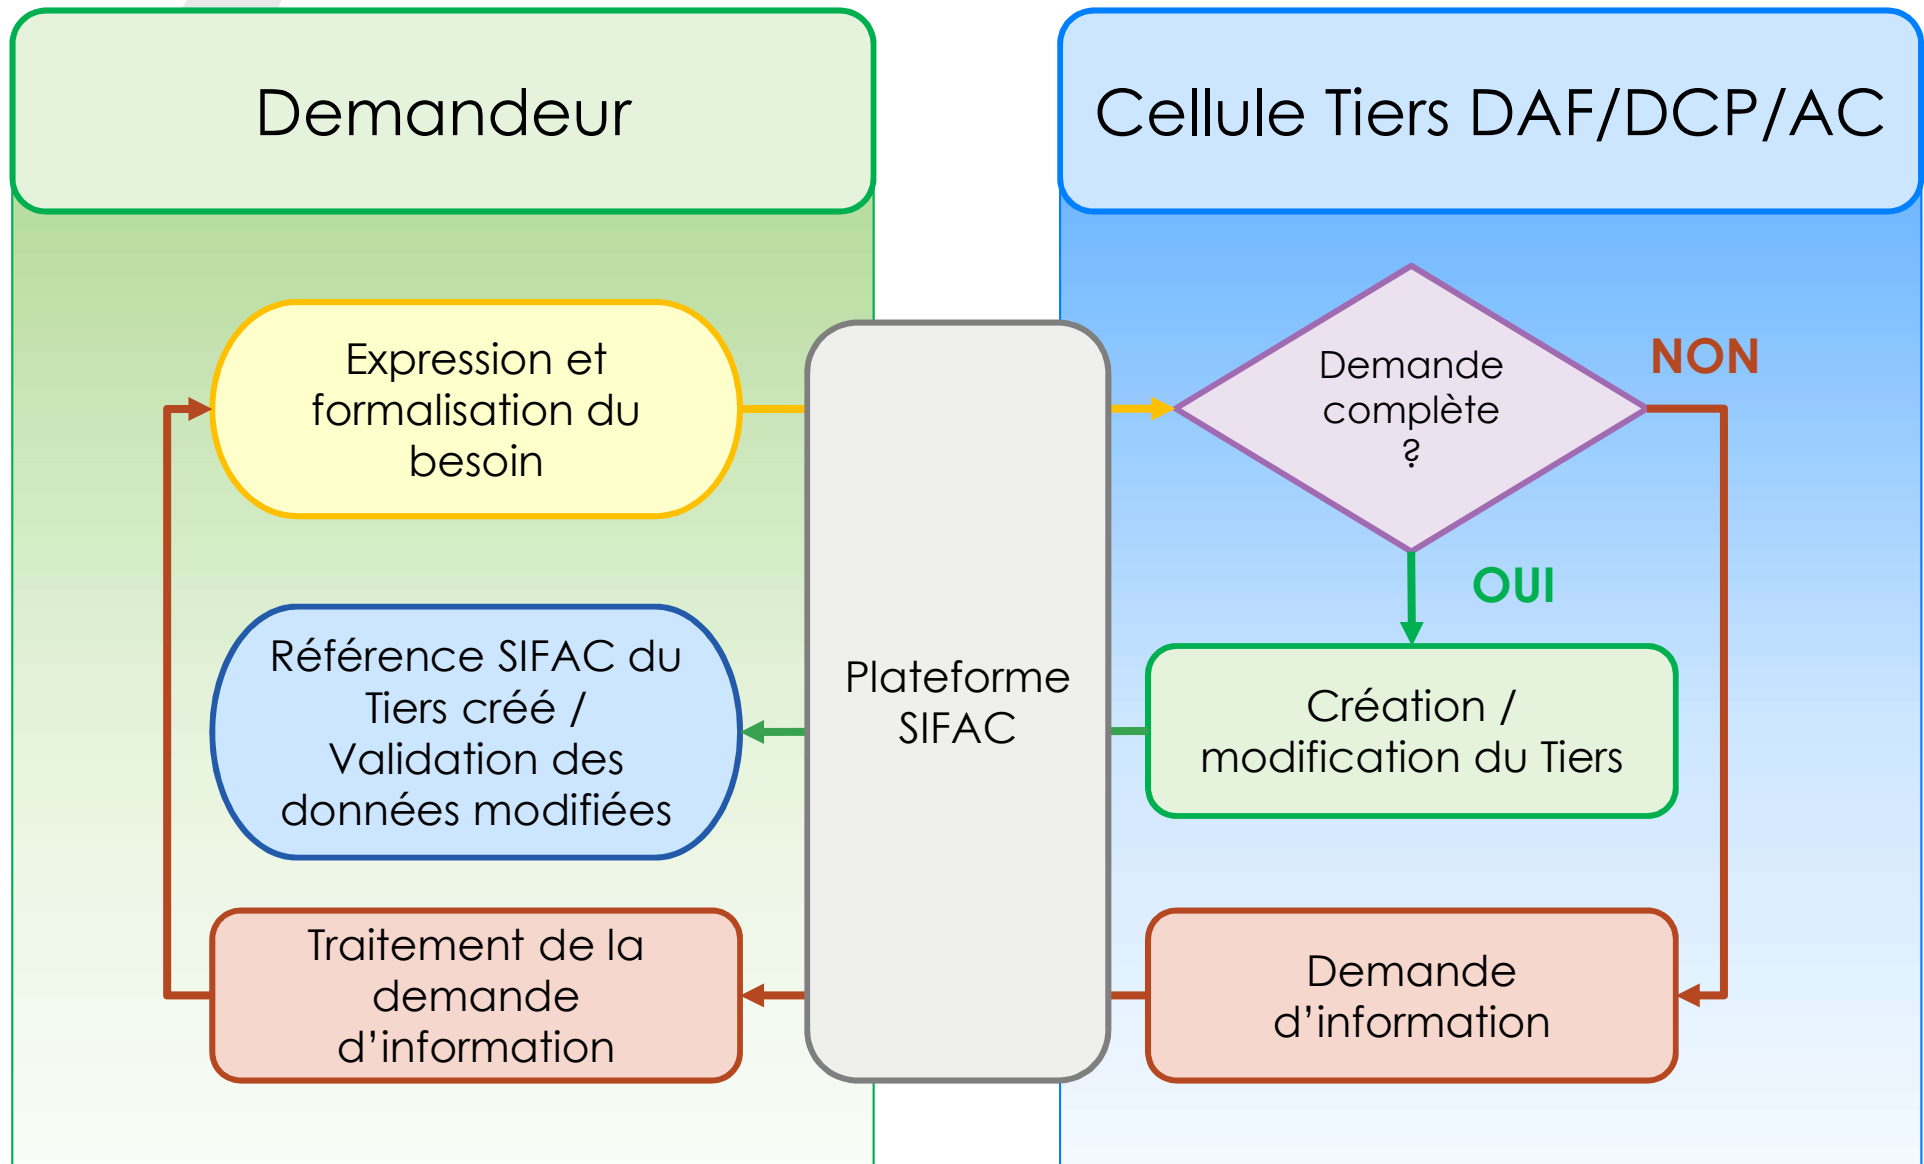 Demandeur
Cellule Tiers DAF/DCP/AC
Expression et
formalisation du
besoin
Demande
complète
?
NON
OUI
Référence SIFAC du
Tiers créé /
Validation des
données modifiées
Plateforme
SIFAC
Création /
modification du Tiers
Traitement de la
demande
d’information
Demande
d’information